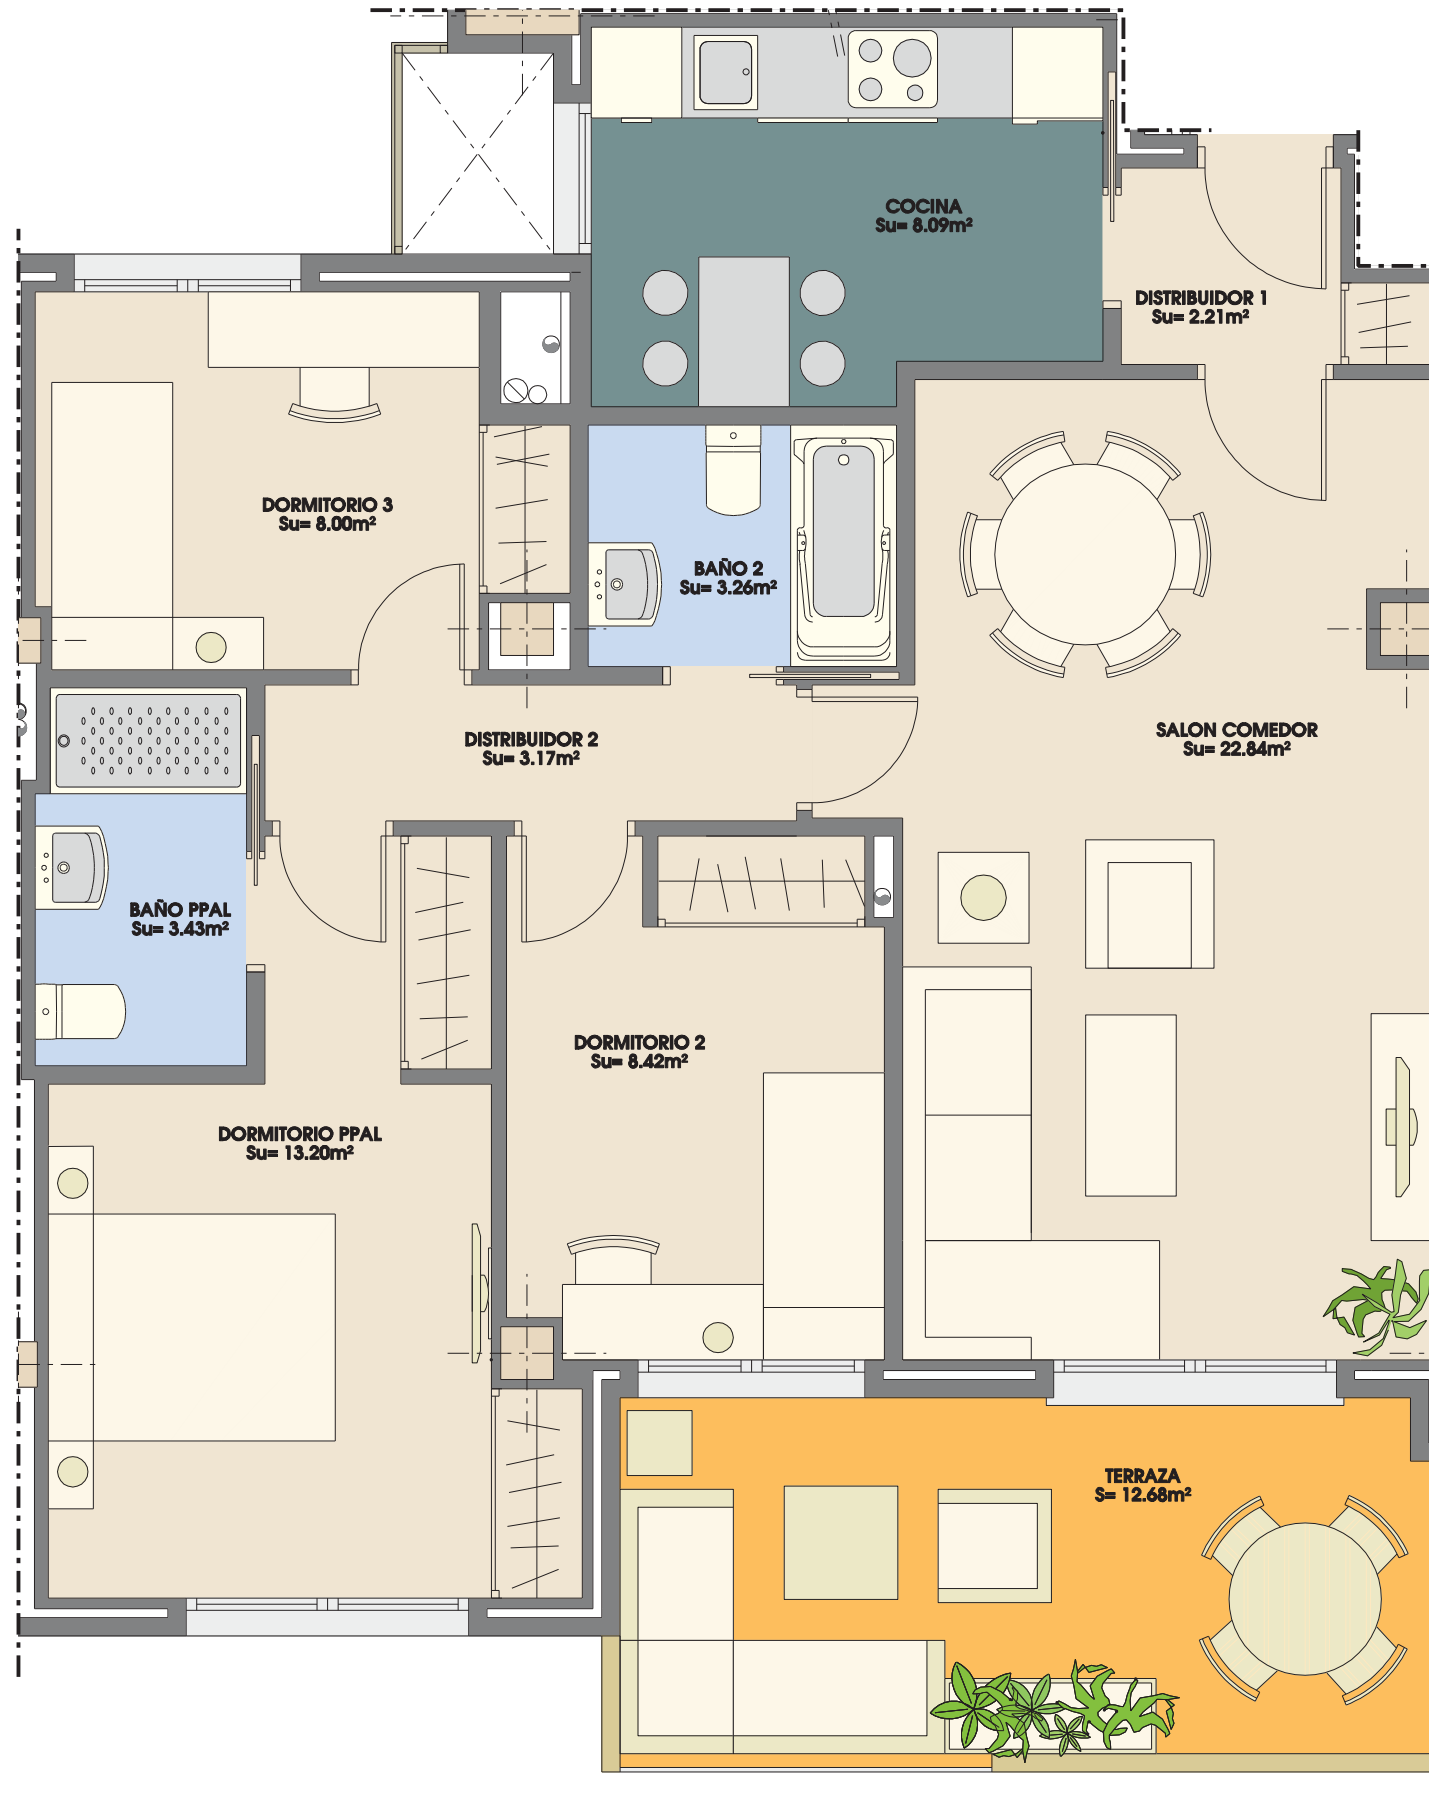 COCINA
Su= 8.09m²
DISTRIBUIDOR 1
Su= 2.21m²
DORMITORIO 3
Su= 8.00m²
BAÑO 2
Su= 3.26m²
DISTRIBUIDOR 2
Su= 3.17m²
SALON COMEDOR
Su= 22.84m²
BAÑO PPAL
Su= 3.43m²
DORMITORIO 2
Su= 8.42m²
DORMITORIO PPAL
Su= 13.20m²
TERRAZA
S= 12.68m²